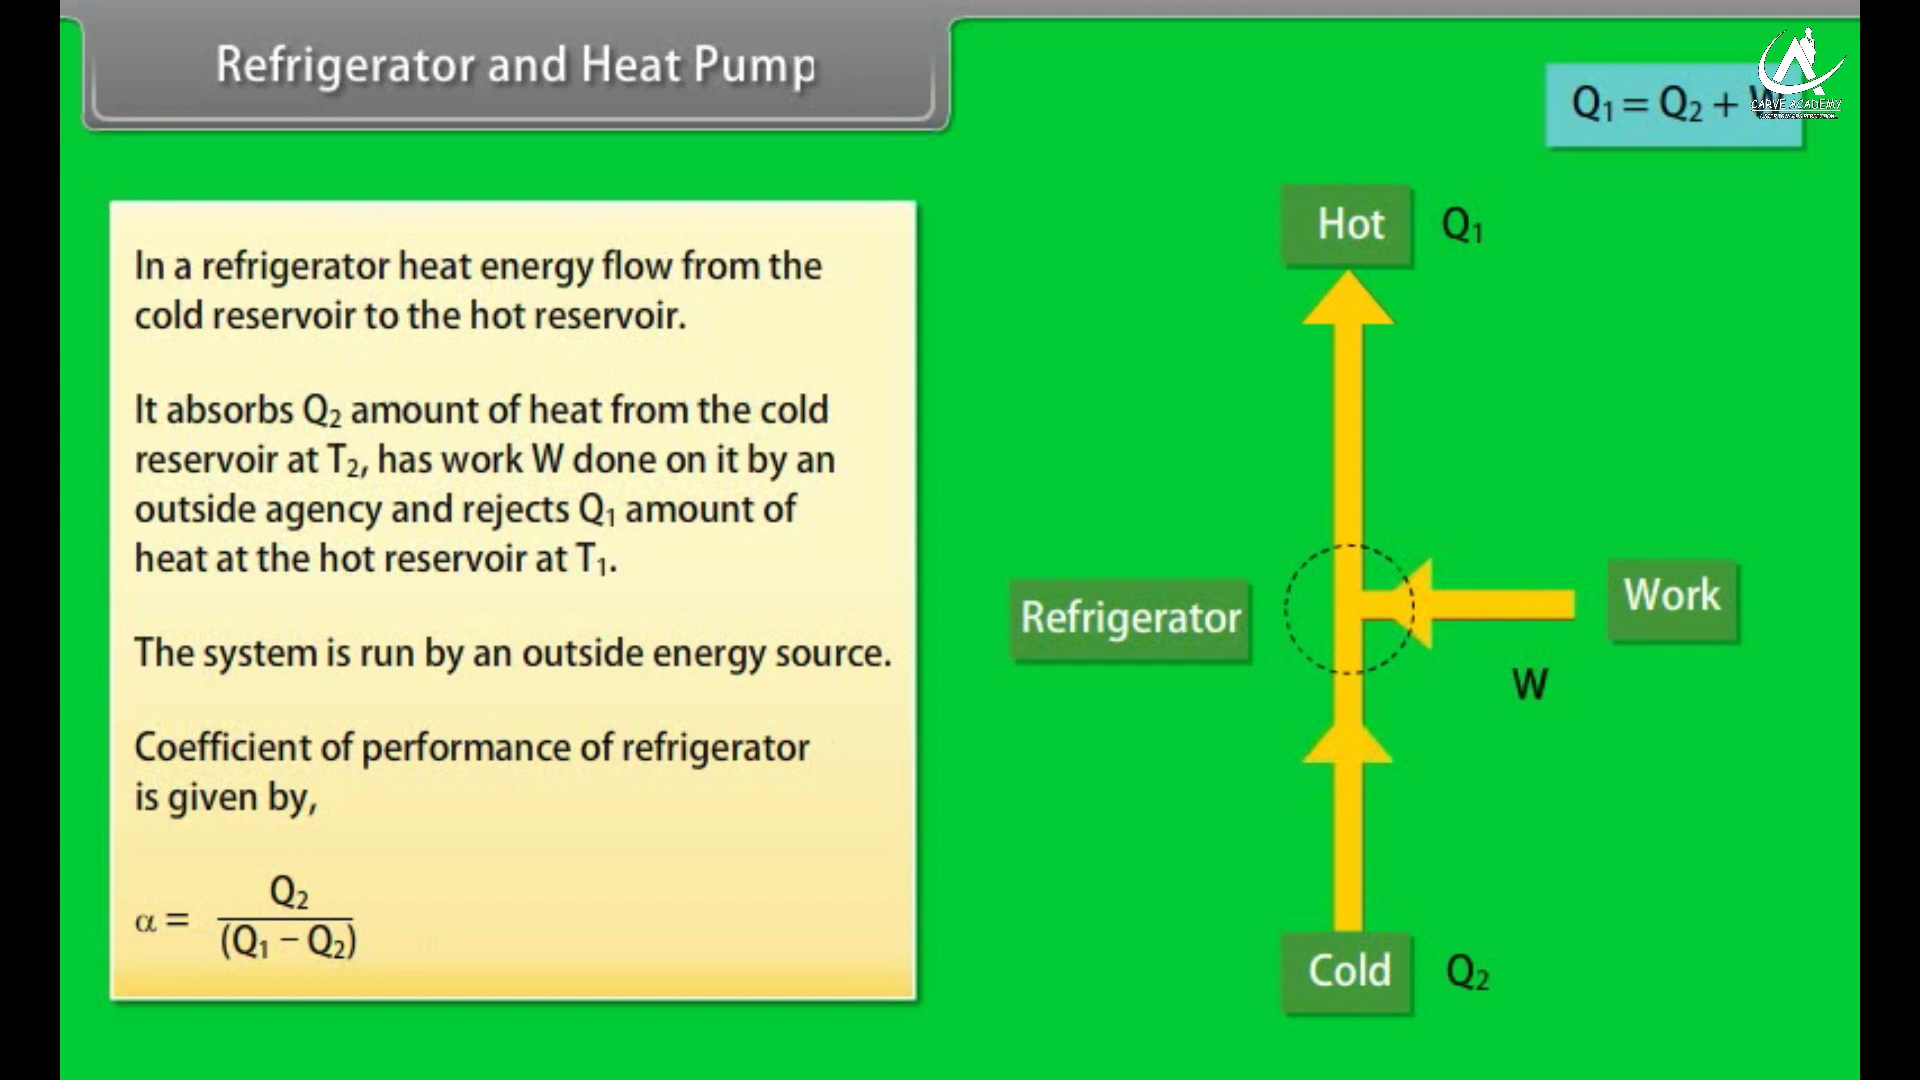 Refrigerator and Heat Pump
CARVE ACADEMY
Q₁ = Q₂ + W
In a refrigerator heat energy flow from the
cold reservoir to the hot reservoir.
It absorbs Q₂ amount of heat from the cold
reservoir at T₂, has work W done on it by an
outside agency and rejects Q₁ amount of
heat at the hot reservoir at T₁.
The system is run by an outside energy source.
Coefficient of performance of refrigerator
is given by,
α = Q₂
(Q₁ − Q₂)
Hot Q₁
Refrigerator
Work
W
Cold Q₂